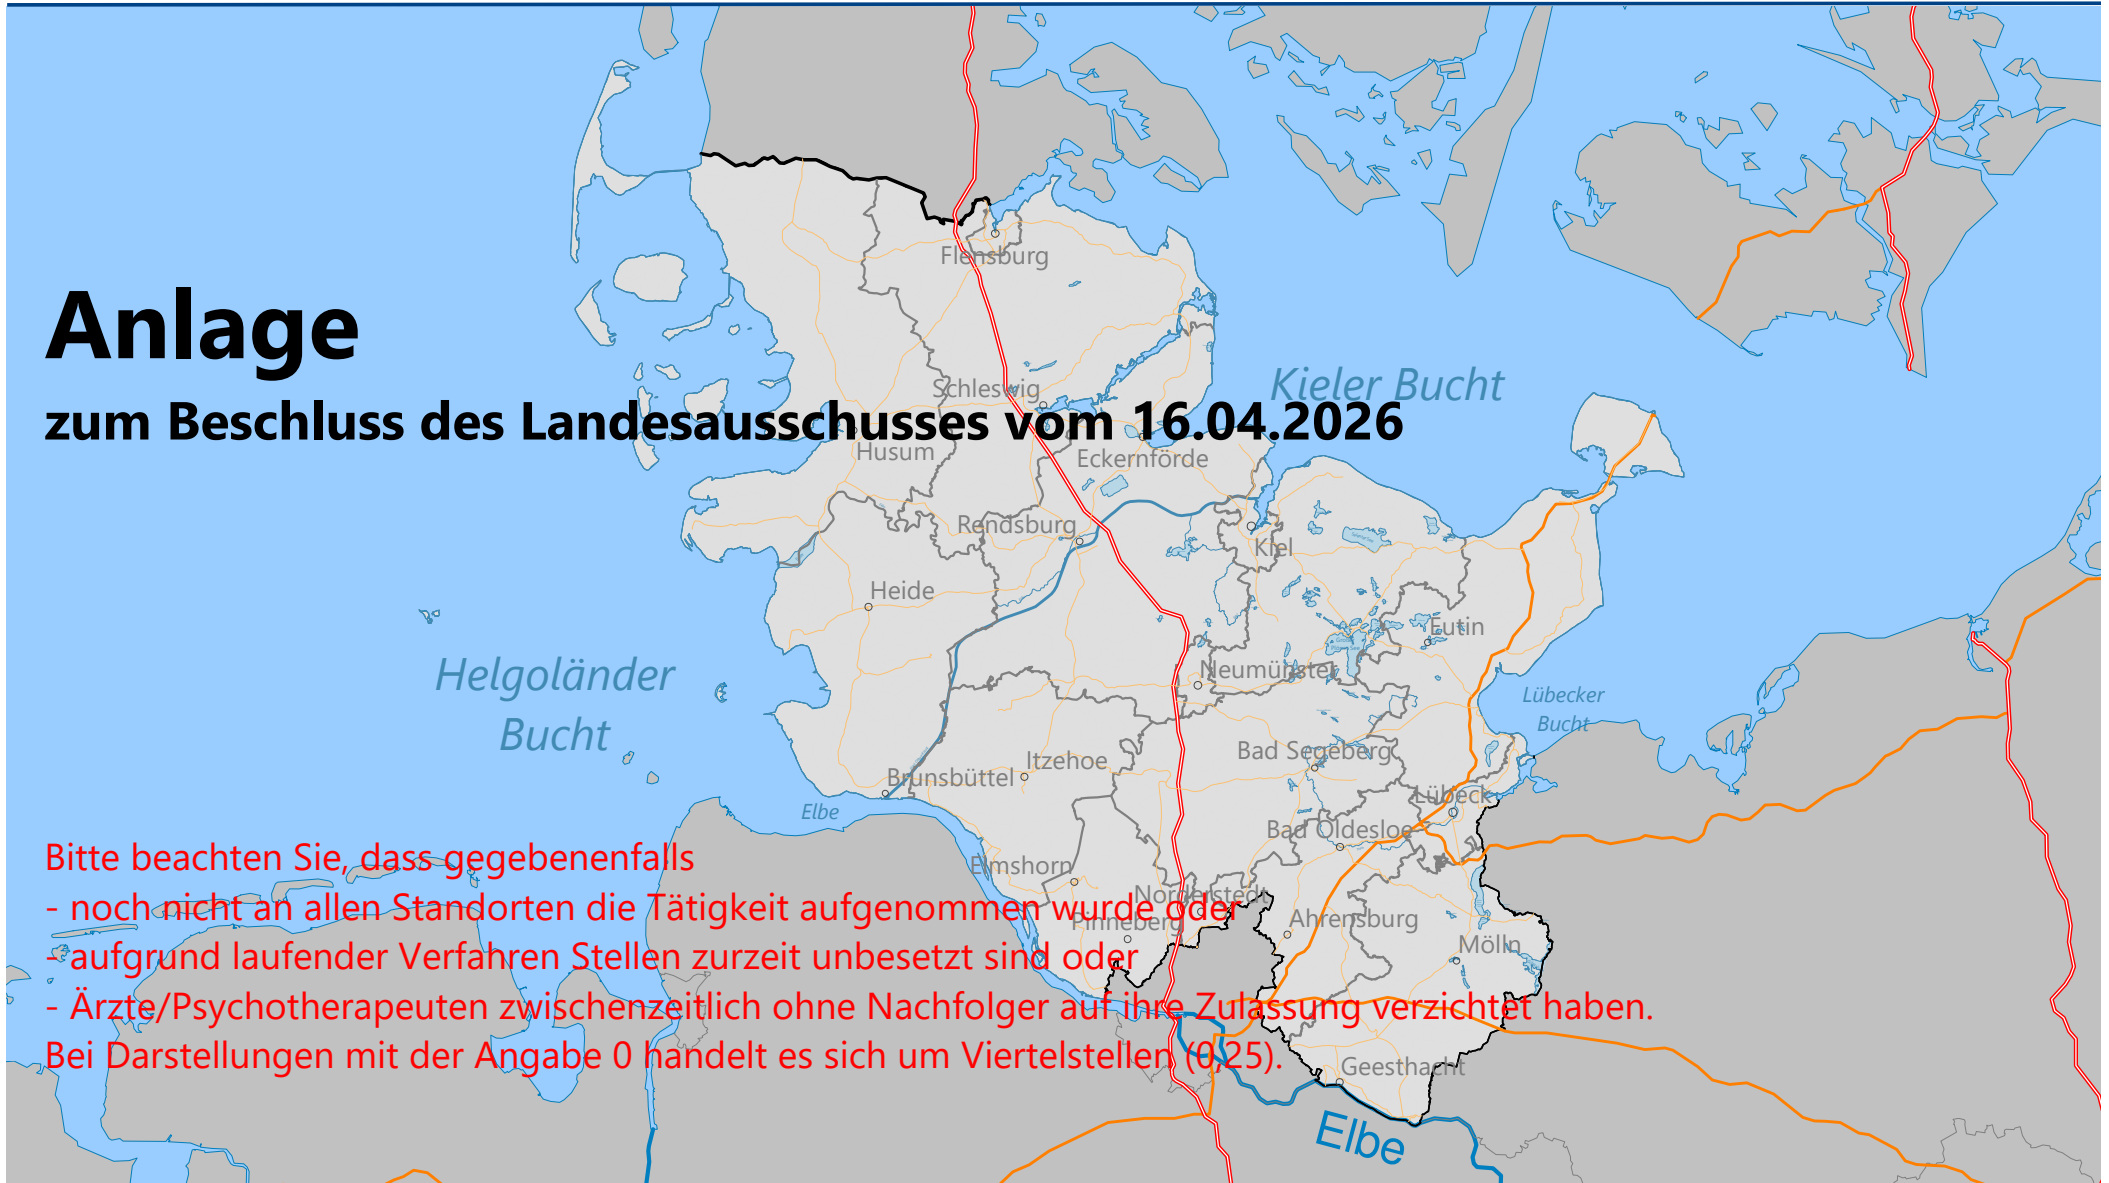 Flensburg
Anlage
Schleswig
Kieler Bucht
zum Beschluss des Landesausschusses vom 16.04.2026
Husum
Eckernförde
Rendsburg
Kiel
Heide
Eutin
Helgoländer
Bucht
Neumünster
Lübecker
Bucht
Bad Segeberg
Itzehoe
Brunsbüttel
Lübeck
Elbe
Bad Oldesloe
Bitte beachten Sie, dass gegebenenfalls
Elmshorn
Norderstedt
- noch nicht an allen Standorten die Tätigkeit aufgenommen wurde oder
Pinneberg
Ahrensburg
Mölln
- aufgrund laufender Verfahren Stellen zurzeit unbesetzt sind oder
- Ärzte/Psychotherapeuten zwischenzeitlich ohne Nachfolger auf ihre Zulassung verzichtet haben.
Bei Darstellungen mit der Angabe 0 handelt es sich um Viertelstellen (0,25).
Geesthacht
Elbe